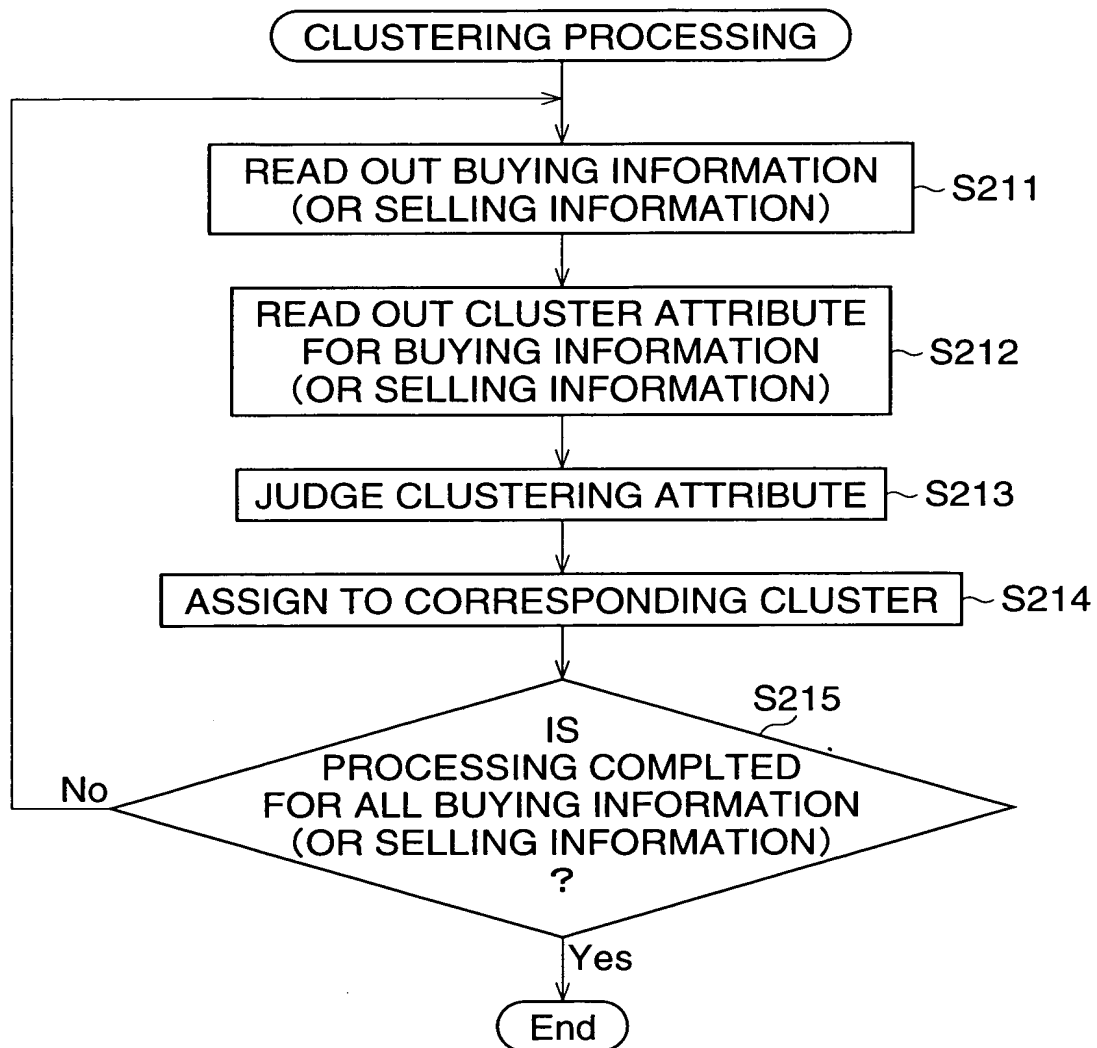 CLUSTERING PROCESSING
READ OUT BUYING INFORMATION
(OR SELLING INFORMATION)
S211
READ OUT CLUSTER ATTRIBUTE
FOR BUYING INFORMATION
(OR SELLING INFORMATION)
S212
JUDGE CLUSTERING ATTRIBUTE
S213
ASSIGN TO CORRESPONDING CLUSTER
S214
S215
IS
PROCESSING COMPLTED
FOR ALL BUYING INFORMATION
(OR SELLING INFORMATION)
?
No
Yes
End